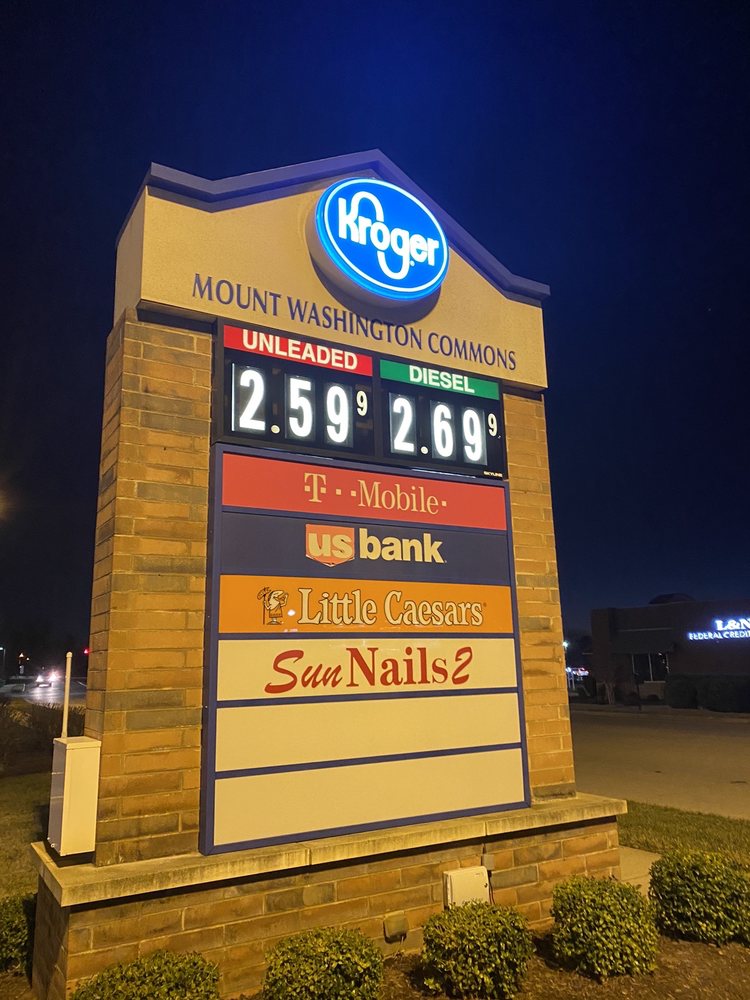 Kroger
MOUNT WASHINGTON COMMONS
UNLEADED
DIESEL
2.59 9
2.69 9
SKYLINE
T··Mobile·
us bank
Little Caesars
Sun Nails 2
L&N
FEDERAL CREDIT